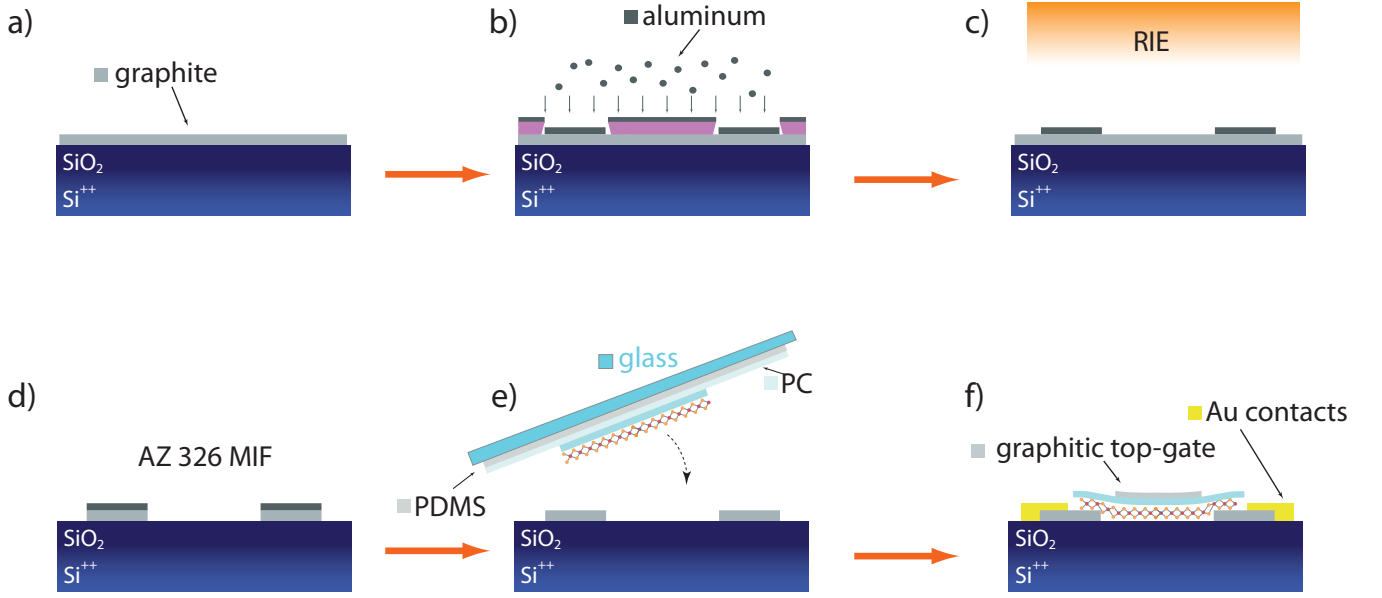 a)
graphite
SiO₂
Si⁺⁺
b)
aluminum
SiO₂
Si⁺⁺
c)
RIE
SiO₂
Si⁺⁺
d)
AZ 326 MIF
SiO₂
Si⁺⁺
e)
glass
PC
PDMS
SiO₂
Si⁺⁺
f)
Au contacts
graphitic top-gate
SiO₂
Si⁺⁺